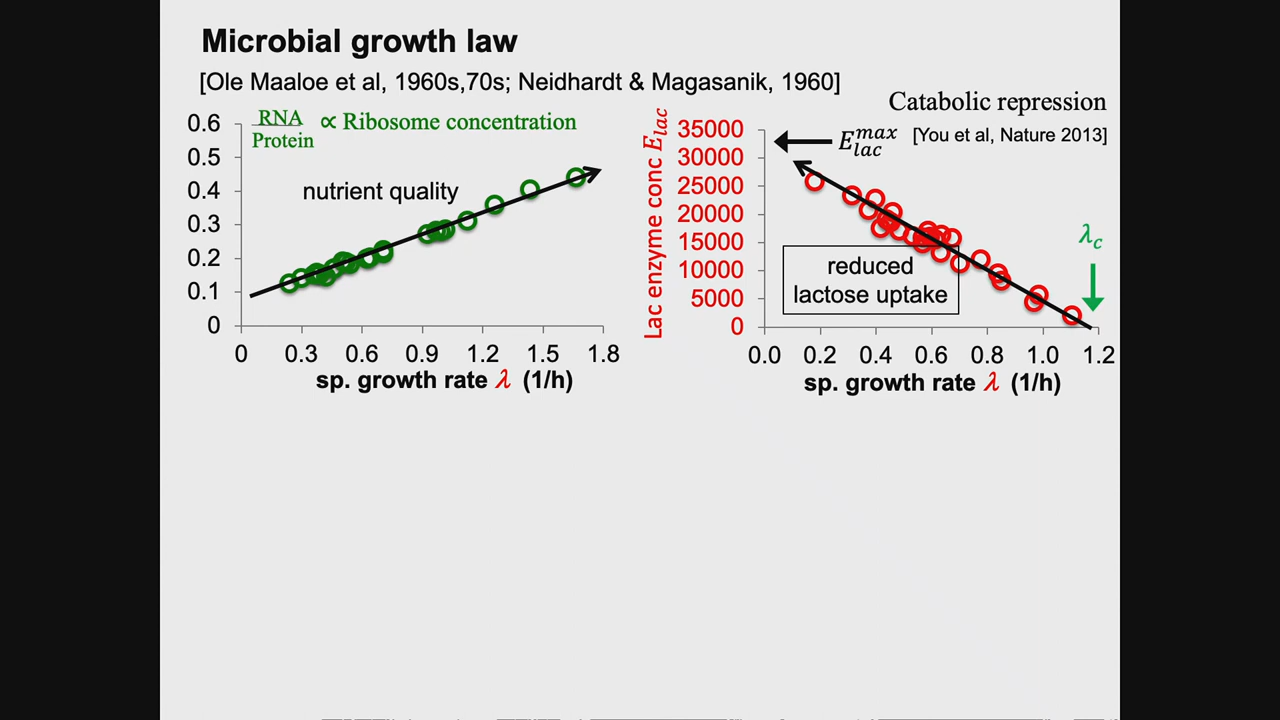 Microbial growth law
[Ole Maaloe et al, 1960s,70s; Neidhardt & Magasanik, 1960]
RNA
Protein
∝ Ribosome concentration
nutrient quality
0.6
0.5
0.4
0.3
0.2
0.1
0
0 0.3 0.6 0.9 1.2 1.5 1.8
sp. growth rate λ (1/h)
Catabolic repression
[You et al, Nature 2013]
E_lac^max
Lac enzyme conc E_lac
35000
30000
25000
20000
15000
10000
5000
0
λ_c
reduced
lactose uptake
0.0 0.2 0.4 0.6 0.8 1.0 1.2
sp. growth rate λ (1/h)